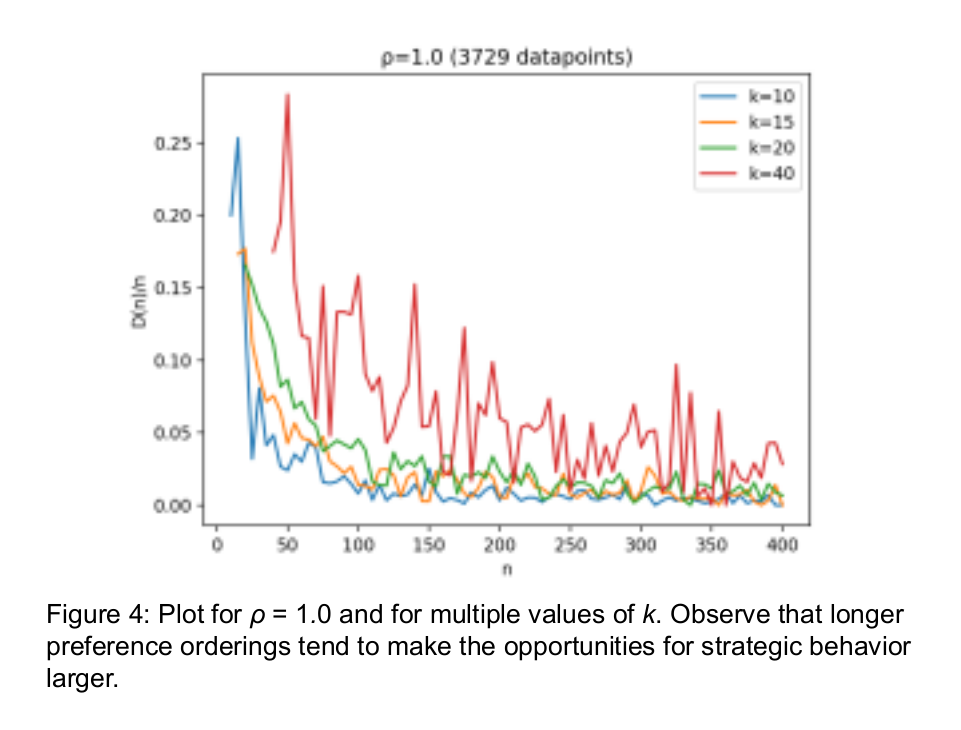 ρ=1.0 (3729 datapoints)
k=10
k=15
k=20
k=40
0.25
0.20
0.15
0.10
0.05
0.00
D(n)/n
0 50 100 150 200 250 300 350 400
n
Figure 4: Plot for ρ = 1.0 and for multiple values of k. Observe that longer
preference orderings tend to make the opportunities for strategic behavior
larger.